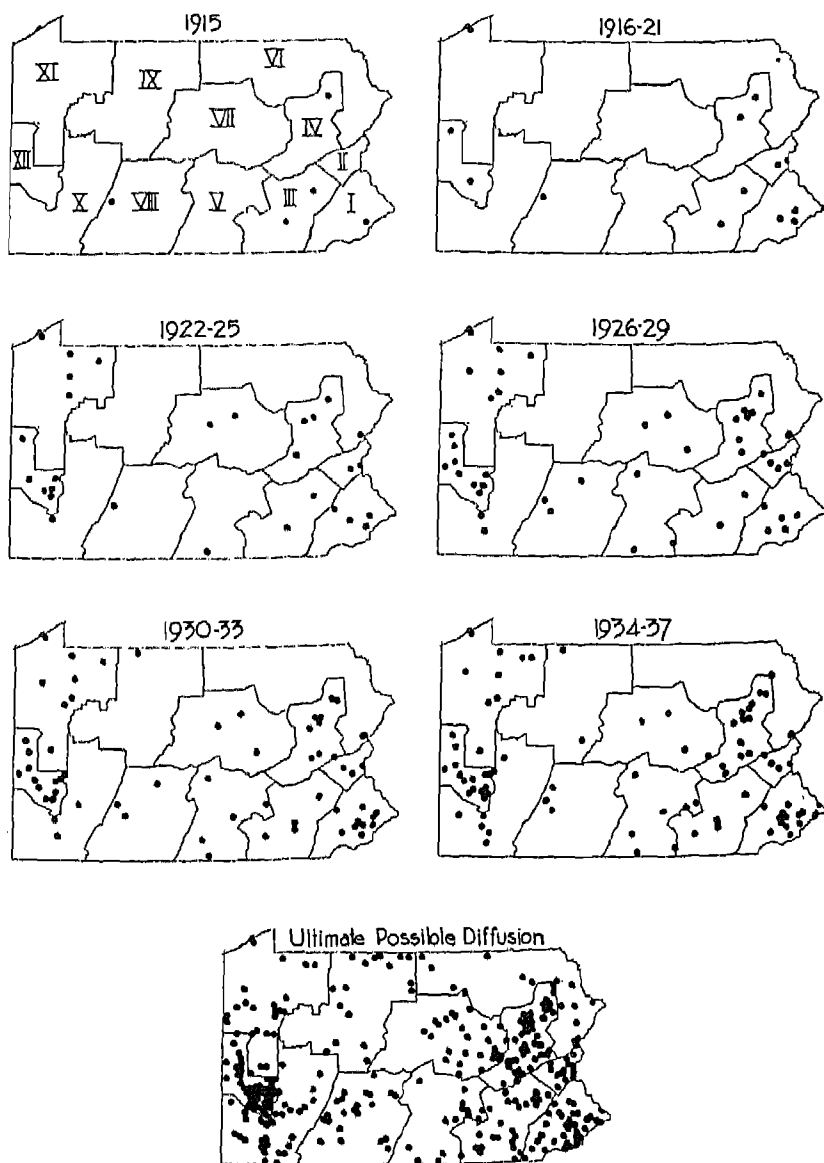 1915
1916-21
VI
XI
IX
VII
IV
XII
II
X
VIII
V
III
I
1922-25
1926-29
1930-33
1934-37
Ultimate Possible Diffusion